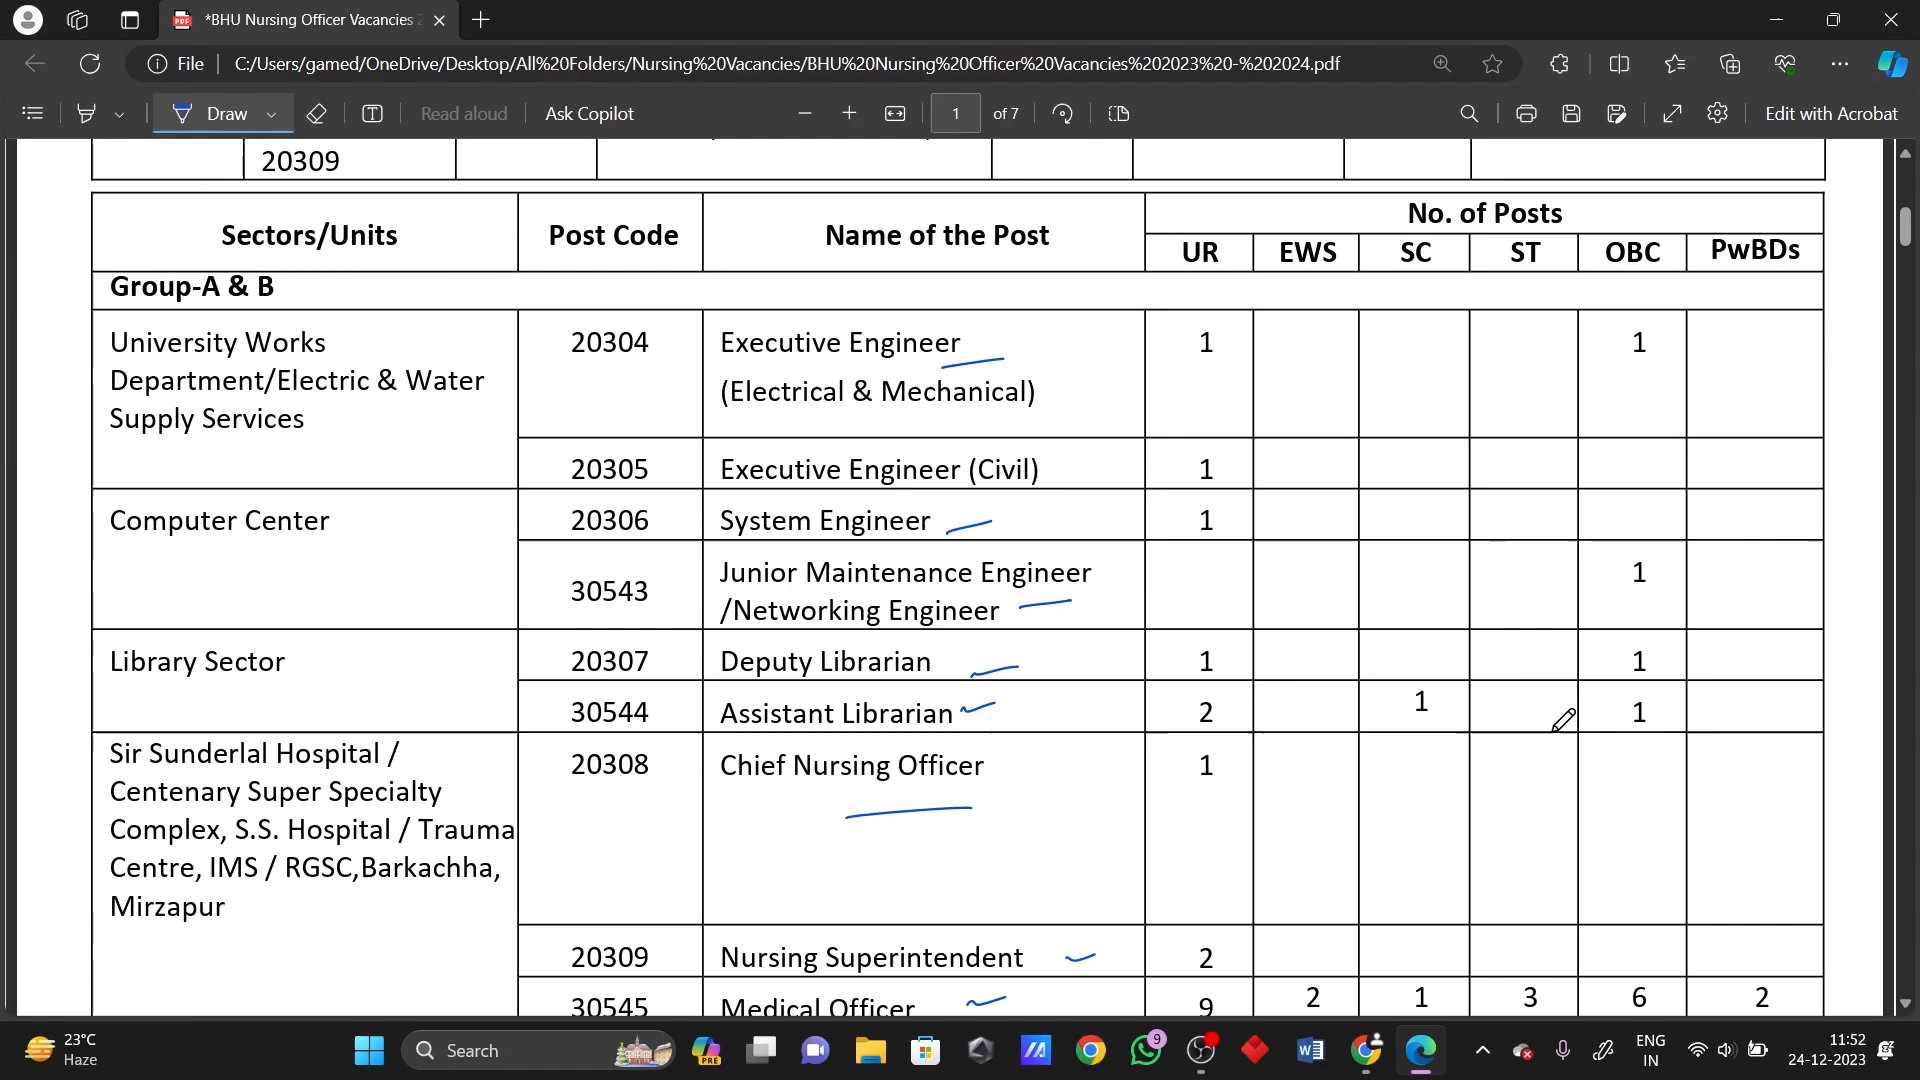 *BHU Nursing Officer Vacancies 2
File
C:/Users/gamed/OneDrive/Desktop/All%20Folders/Nursing%20Vacancies/BHU%20Nursing%20Officer%20Vacancies%202023%20-%202024.pdf
Draw
Read aloud
Ask Copilot
1
of 7
Edit with Acrobat
20309
Sectors/Units
Post Code
Name of the Post
No. of Posts
UR
EWS
SC
ST
OBC
PwBDs
Group-A & B
University Works
Department/Electric & Water
Supply Services
20304
Executive Engineer
(Electrical & Mechanical)
1
1
20305
Executive Engineer (Civil)
1
Computer Center
20306
System Engineer
1
30543
Junior Maintenance Engineer
/Networking Engineer
1
Library Sector
20307
Deputy Librarian
1
1
30544
Assistant Librarian
2
1
1
Sir Sunderlal Hospital /
Centenary Super Specialty
Complex, S.S. Hospital / Trauma
Centre, IMS / RGSC,Barkachha,
Mirzapur
20308
Chief Nursing Officer
1
20309
Nursing Superintendent
2
30545
Medical Officer
9
2
1
3
6
2
23°C
Haze
Search
PRE
9
ENG
IN
11:52
24-12-2023